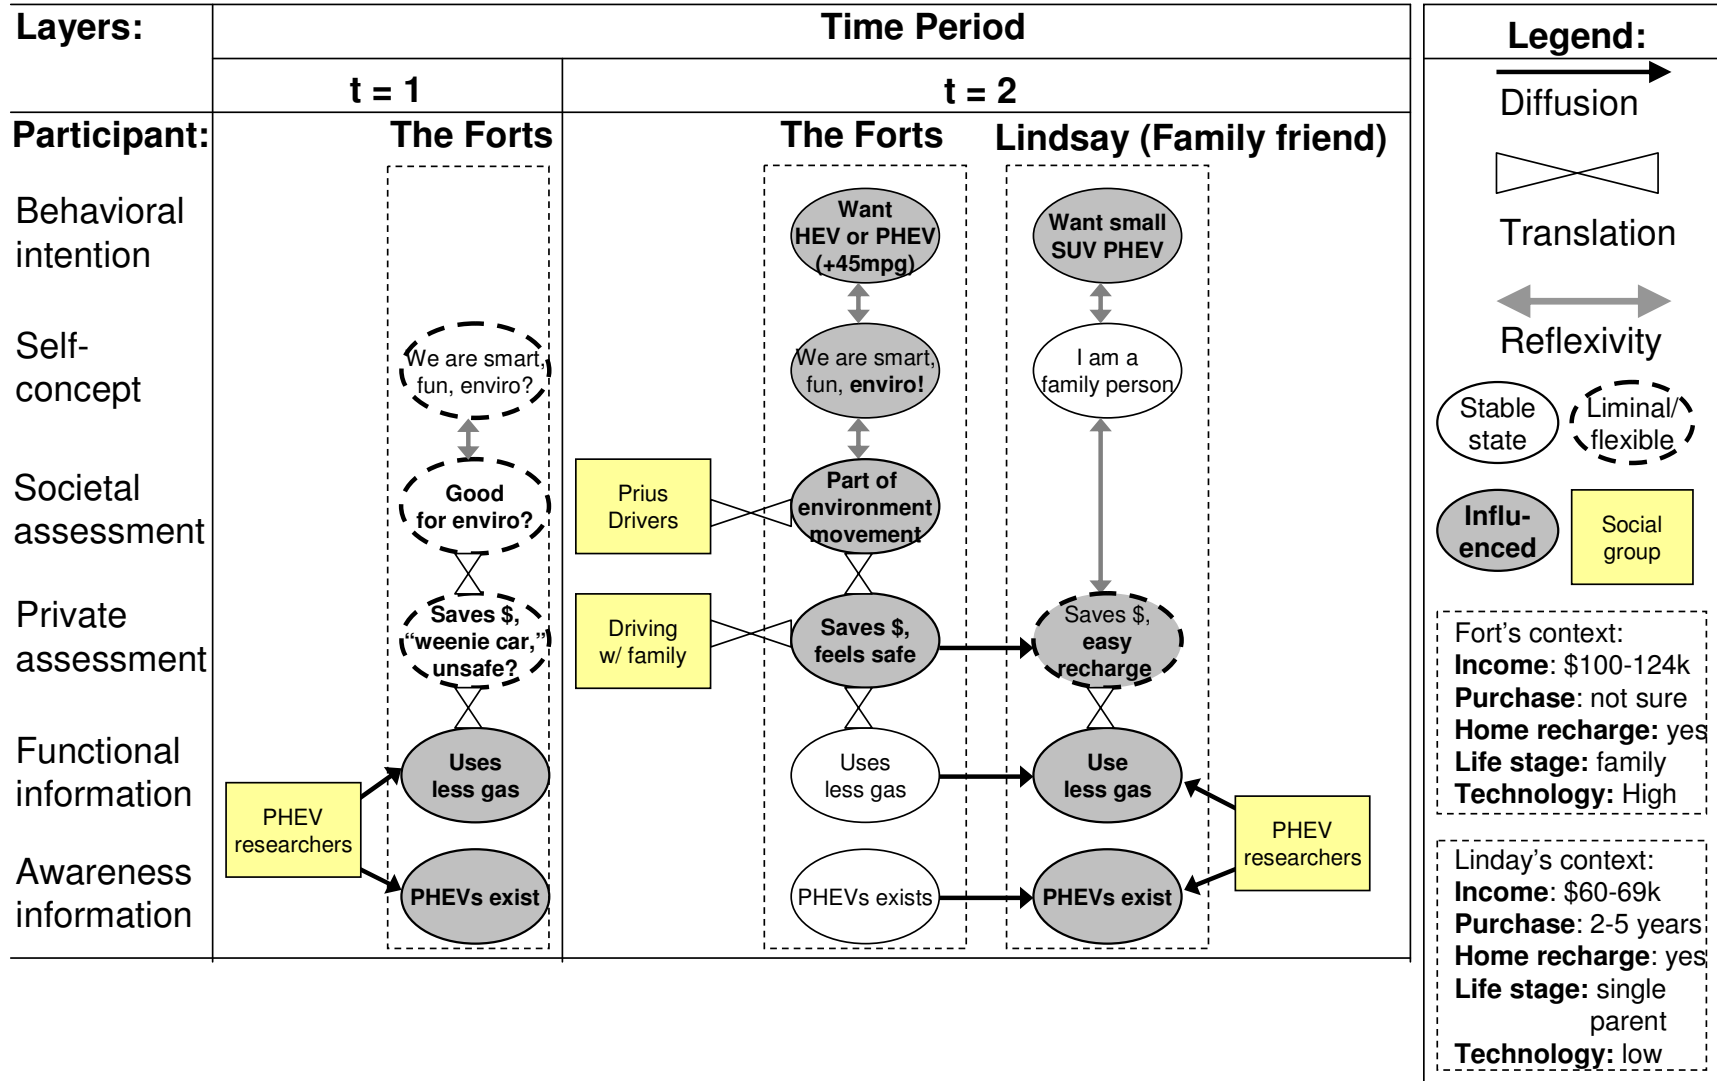 Layers:
Time Period
t = 1
t = 2
Participant:
The Forts
The Forts
Lindsay (Family friend)
Behavioral
intention
Want
HEV or PHEV
(+45mpg)
Want small
SUV PHEV
Self-
concept
We are smart,
fun, enviro?
We are smart,
fun, enviro!
I am a
family person
Societal
assessment
Good
for enviro?
Prius
Drivers
Part of
environment
movement
Private
assessment
Saves $,
“weenie car,”
unsafe?
Driving
w/ family
Saves $,
feels safe
Saves $,
easy
recharge
Functional
information
Uses
less gas
Uses
less gas
Use
less gas
PHEV
researchers
PHEV
researchers
Awareness
information
PHEVs exist
PHEVs exists
PHEVs exist
Legend:
Diffusion
Translation
Reflexivity
Stable
state
Liminal/
flexible
Influ-
enced
Social
group
Fort's context:
Income: $100-124k
Purchase: not sure
Home recharge: yes
Life stage: family
Technology: High
Linday's context:
Income: $60-69k
Purchase: 2-5 years
Home recharge: yes
Life stage: single
parent
Technology: low